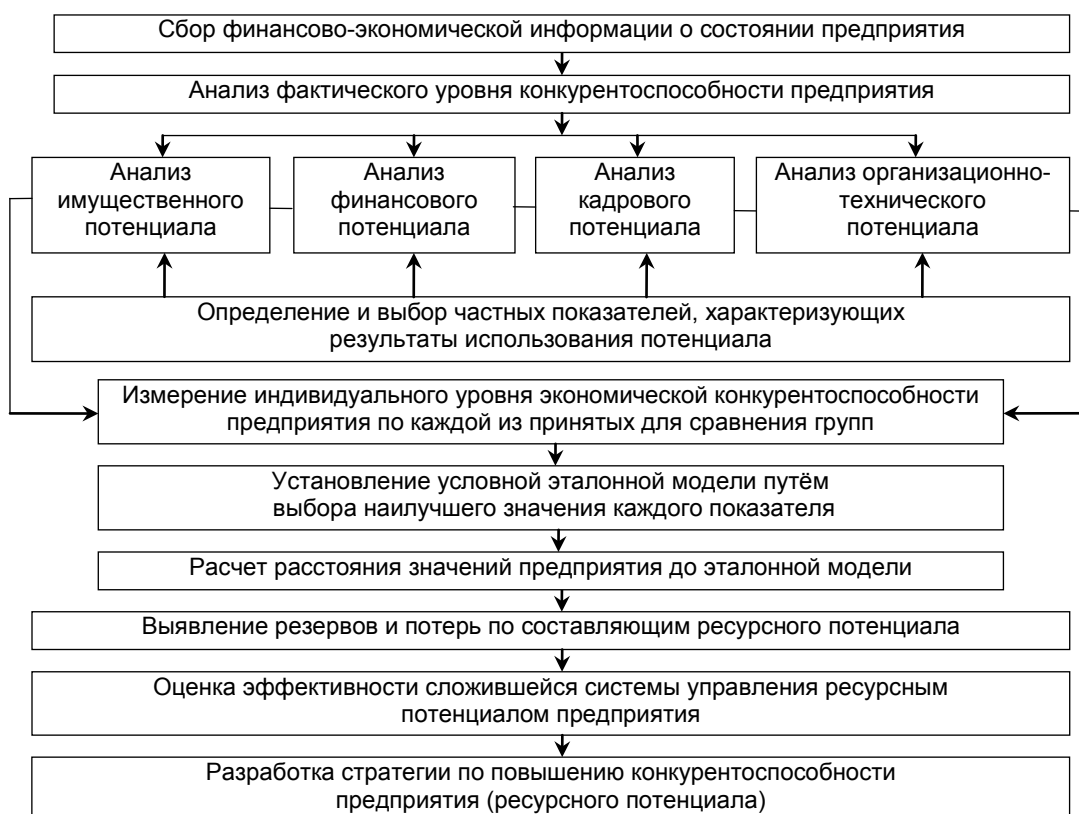 Сбор финансово-экономической информации о состоянии предприятия
Анализ фактического уровня конкурентоспособности предприятия
Анализ
имущественного
потенциала
Анализ
финансового
потенциала
Анализ
кадрового
потенциала
Анализ организационно-
технического
потенциала
Определение и выбор частных показателей, характеризующих
результаты использования потенциала
Измерение индивидуального уровня экономической конкурентоспособности
предприятия по каждой из принятых для сравнения групп
Установление условной эталонной модели путём
выбора наилучшего значения каждого показателя
Расчет расстояния значений предприятия до эталонной модели
Выявление резервов и потерь по составляющим ресурсного потенциала
Оценка эффективности сложившейся системы управления ресурсным
потенциалом предприятия
Разработка стратегии по повышению конкурентоспособности
предприятия (ресурсного потенциала)